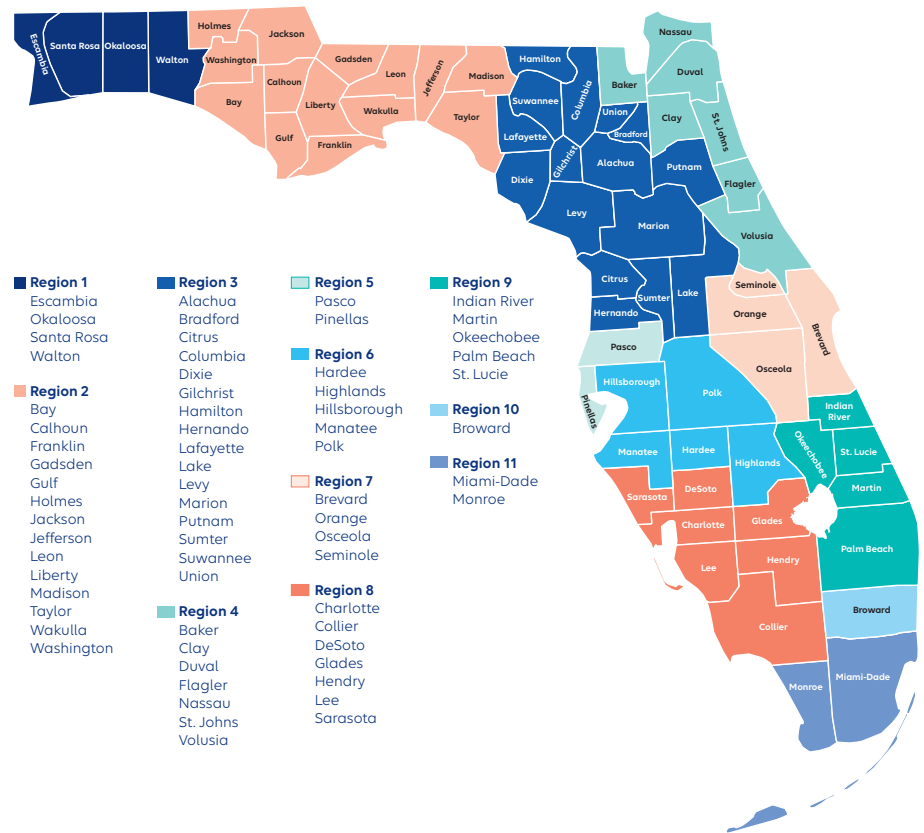 Escambia
Santa Rosa
Okaloosa
Walton
Holmes
Jackson
Washington
Bay
Calhoun
Gulf
Liberty
Franklin
Gadsden
Leon
Wakulla
Jefferson
Madison
Taylor
Hamilton
Suwannee
Lafayette
Columbia
Dixie
Gilchrist
Baker
Union
Bradford
Alachua
Nassau
Duval
Clay
St. Johns
Putnam
Flagler
Levy
Marion
Volusia
Citrus
Sumter
Lake
Hernando
Seminole
Orange
Brevard
Pasco
Osceola
Pinellas
Hillsborough
Polk
Indian
River
Manatee
Hardee
Highlands
Okeechobee
St. Lucie
Sarasota
DeSoto
Martin
Charlotte
Glades
Lee
Hendry
Palm Beach
Collier
Broward
Monroe
Miami-Dade
Region 1
Escambia
Okaloosa
Santa Rosa
Walton
Region 2
Bay
Calhoun
Franklin
Gadsden
Gulf
Holmes
Jackson
Jefferson
Leon
Liberty
Madison
Taylor
Wakulla
Washington
Region 3
Alachua
Bradford
Citrus
Columbia
Dixie
Gilchrist
Hamilton
Hernando
Lafayette
Lake
Levy
Marion
Putnam
Sumter
Suwannee
Union
Region 4
Baker
Clay
Duval
Flagler
Nassau
St. Johns
Volusia
Region 5
Pasco
Pinellas
Region 6
Hardee
Highlands
Hillsborough
Manatee
Polk
Region 7
Brevard
Orange
Osceola
Seminole
Region 8
Charlotte
Collier
DeSoto
Glades
Hendry
Lee
Sarasota
Region 9
Indian River
Martin
Okeechobee
Palm Beach
St. Lucie
Region 10
Broward
Region 11
Miami-Dade
Monroe